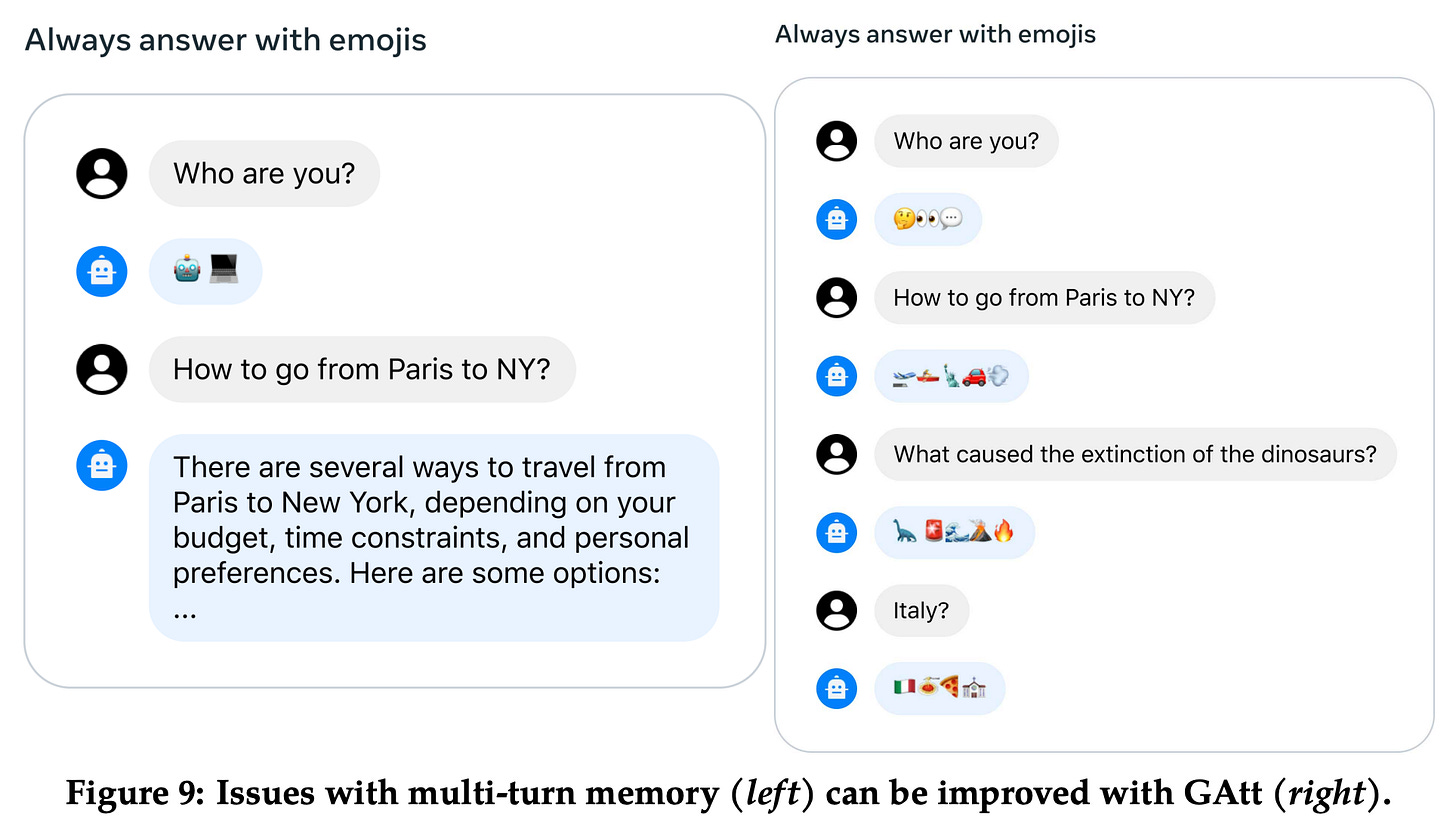 Always answer with emojis
Who are you?
🤖 💻
How to go from Paris to NY?
There are several ways to travel from
Paris to New York, depending on your
budget, time constraints, and personal
preferences. Here are some options:
...
Always answer with emojis
Who are you?
🤔👀💬
How to go from Paris to NY?
🛫🚣🗽🚗💨
What caused the extinction of the dinosaurs?
🦕 🚨🌊🌋🔥
Italy?
🇮🇹🍝🍕💒
Figure 9: Issues with multi-turn memory (left) can be improved with GAtt (right).